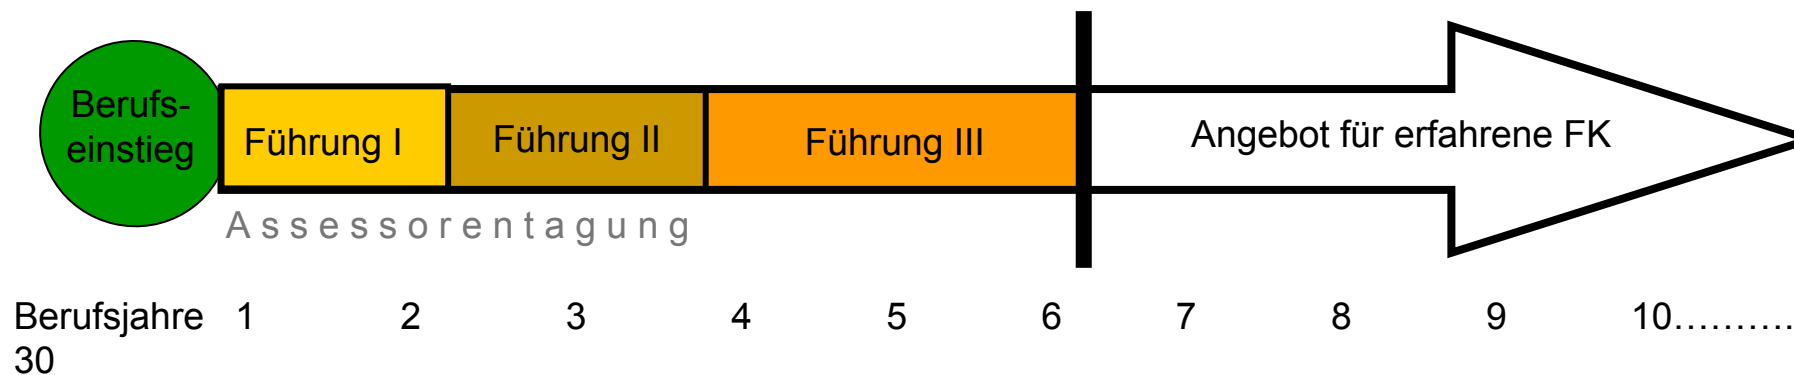 Berufs-
einstieg
Führung I
Führung II
Führung III
Angebot für erfahrene FK
Assessorentagung
Berufsjahre 1 2 3 4 5 6 7 8 9 10..........
30